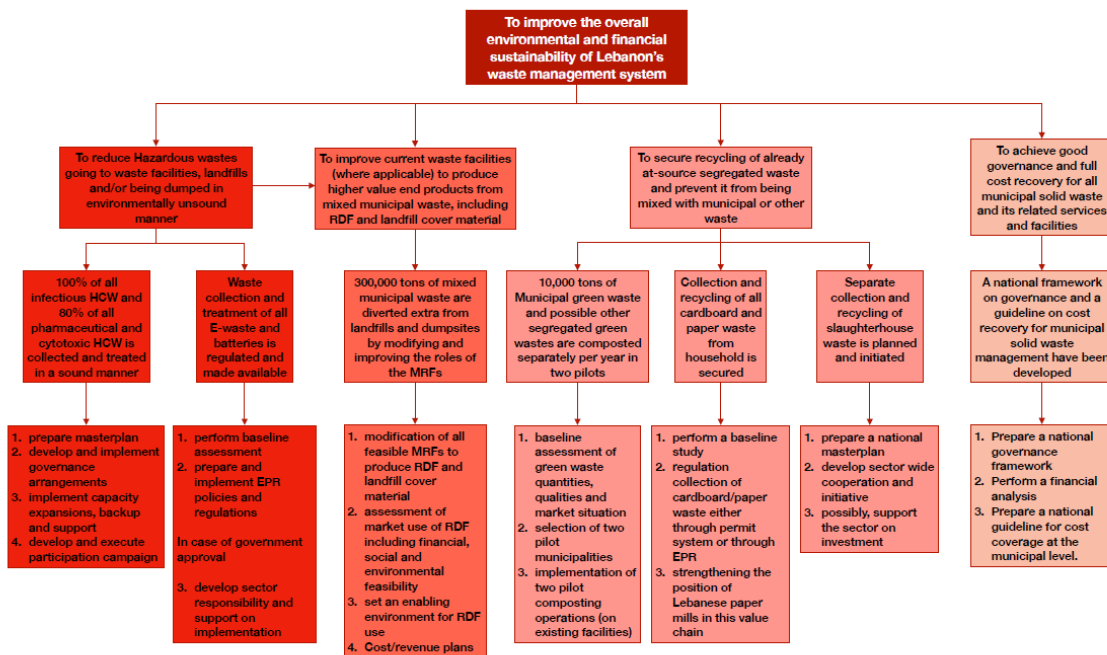 To improve the overall
environmental and financial
sustainability of Lebanon's
waste management system
To reduce Hazardous wastes
going to waste facilities, landfills
and/or being dumped in
environmentally unsound
manner
To improve current waste facilities
(where applicable) to produce
higher value end products from
mixed municipal waste, including
RDF and landfill cover material
To secure recycling of already
at-source segregated waste
and prevent it from being
mixed with municipal or other
waste
To achieve good
governance and full
cost recovery for all
municipal solid waste
and its related services
and facilities
100% of all
infectious HCW and
80% of all
pharmaceutical and
cytotoxic HCW is
collected and treated
in a sound manner
Waste
collection and
treatment of all
E-waste and
batteries is
regulated and
made available
300,000 tons of mixed
municipal waste are
diverted extra from
landfills and dumpsites
by modifying and
improving the roles of
the MRFs
10,000 tons of
Municipal green waste
and possible other
segregated green
wastes are composted
separately per year in
two pilots
Collection and
recycling of all
cardboard and
paper waste
from
household is
secured
Separate
collection and
recycling of
slaughterhouse
waste is planned
and initiated
A national framework
on governance and a
guideline on cost
recovery for municipal
solid waste
management have been
developed
1. prepare masterplan
2. develop and implement
governance
arrangements
3. implement capacity
expansions, backup
and support
4. develop and execute
participation campaign
1. perform baseline
assessment
2. prepare and
implement EPR
policies and
regulations
In case of government
approval
3. develop sector
responsibility and
support on
implementation
1. modification of all
feasible MRFs to
produce RDF and
landfill cover
material
2. assessment of
market use of RDF
including financial,
social and
environmental
feasibility
3. set an enabling
environment for RDF
use
4. Cost/revenue plans
1. baseline
assessment of
green waste
quantities,
qualities and
market situation
2. selection of two
pilot
municipalities
3. implementation of
two pilot
composting
operations (on
existing facilities)
1. perform a baseline
study
2. regulation
collection of
cardboard/paper
waste either
through permit
system or through
EPR
3. strengthening the
position of
Lebanese paper
mills in this value
chain
1. prepare a national
masterplan
2. develop sector wide
cooperation and
initiative
3. possibly, support
the sector on
investment
1. Prepare a national
governance
framework
2. Perform a financial
analysis
3. Prepare a national
guideline for cost
coverage at the
municipal level.